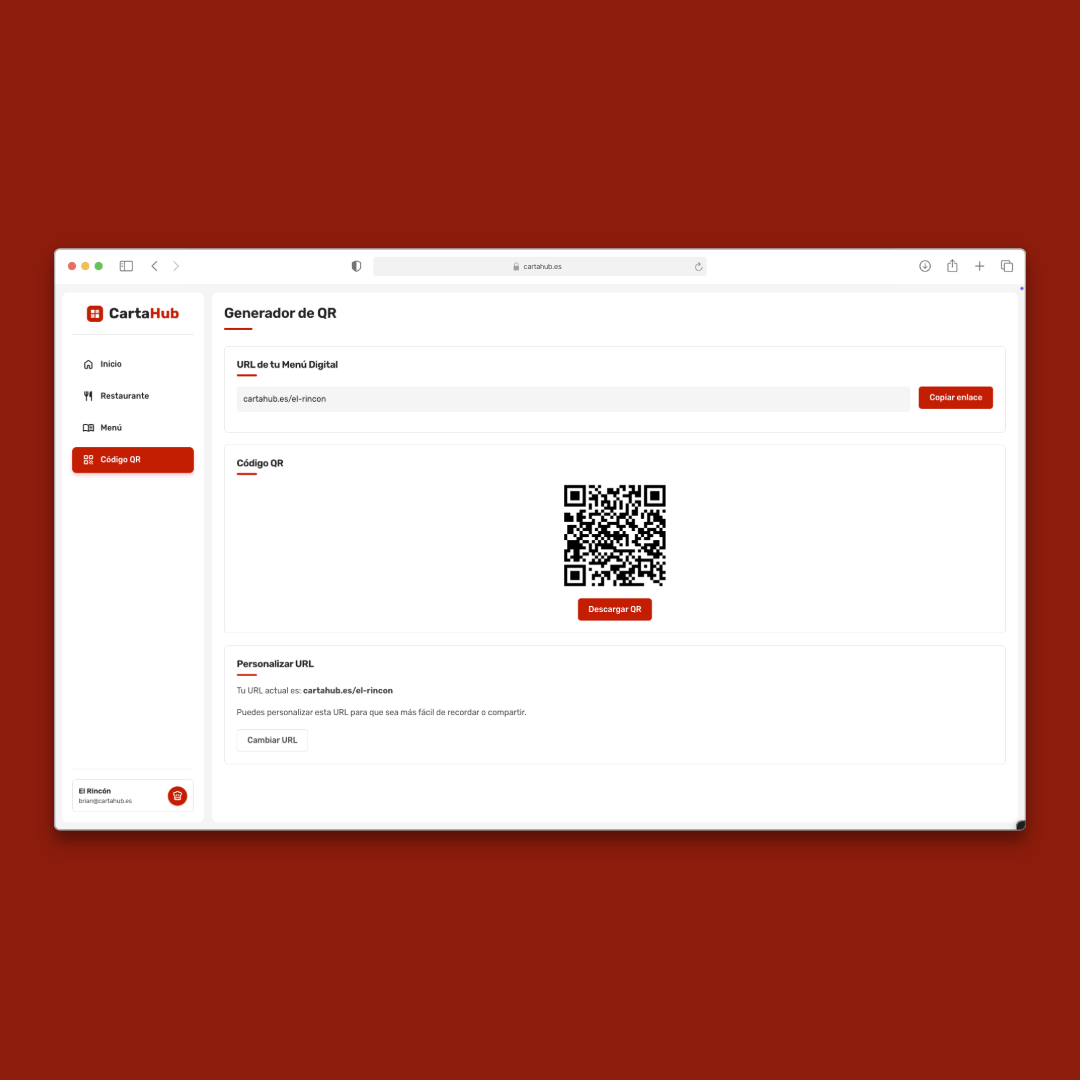 cartahub.es
CartaHub
Inicio
Restaurante
Menú
Código QR
El Rincón
brian@cartahub.es
Generador de QR
URL de tu Menú Digital
cartahub.es/el-rincon
Copiar enlace
Código QR
Descargar QR
Personalizar URL
Tu URL actual es: cartahub.es/el-rincon
Puedes personalizar esta URL para que sea más fácil de recordar o compartir.
Cambiar URL